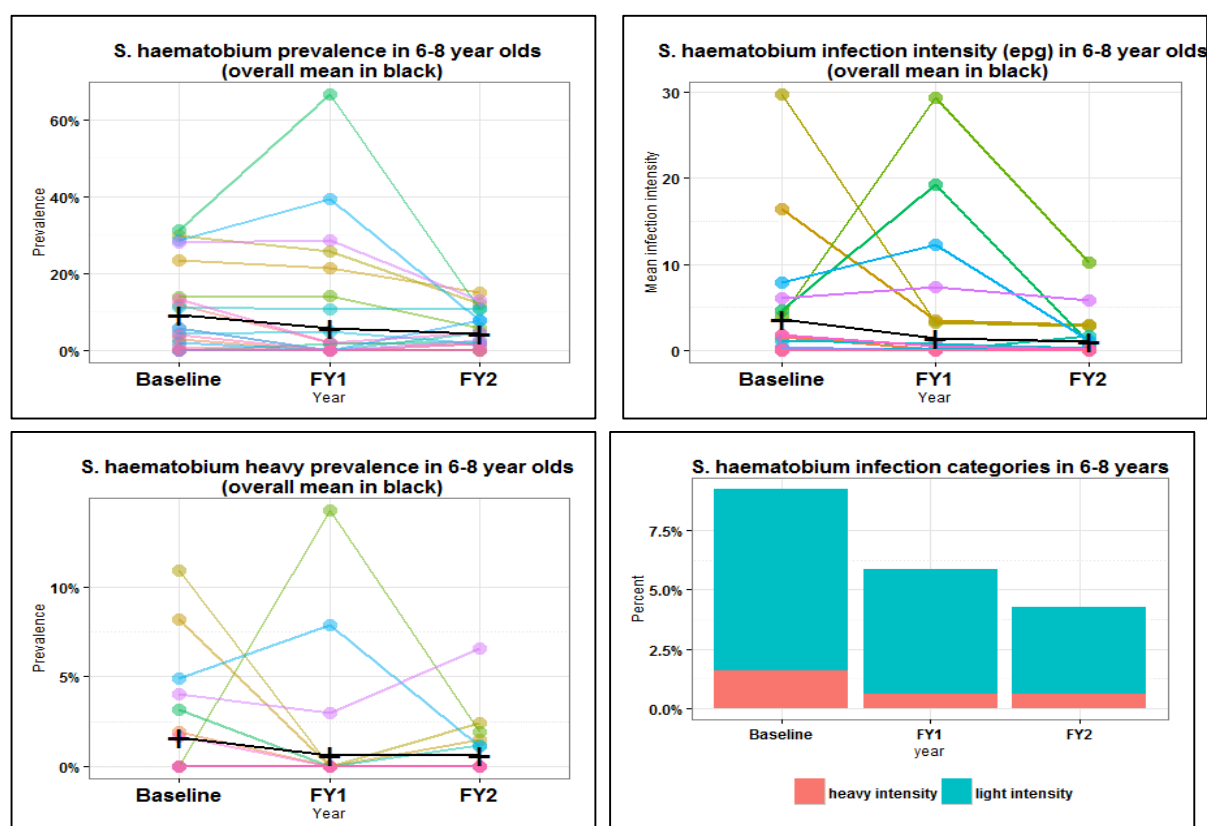 S. haematobium prevalence in 6-8 year olds
(overall mean in black)
60%
40%
20%
0%
Prevalence
Baseline FY1 FY2
Year
S. haematobium infection intensity (epg) in 6-8 year olds
(overall mean in black)
30
20
10
0
Mean infection intensity
Baseline FY1 FY2
Year
S. haematobium heavy prevalence in 6-8 year olds
(overall mean in black)
10%
5%
0%
Prevalence
Baseline FY1 FY2
Year
S. haematobium infection categories in 6-8 years
7.5%
5.0%
2.5%
0.0%
Percent
Baseline FY1 FY2
year
heavy intensity light intensity